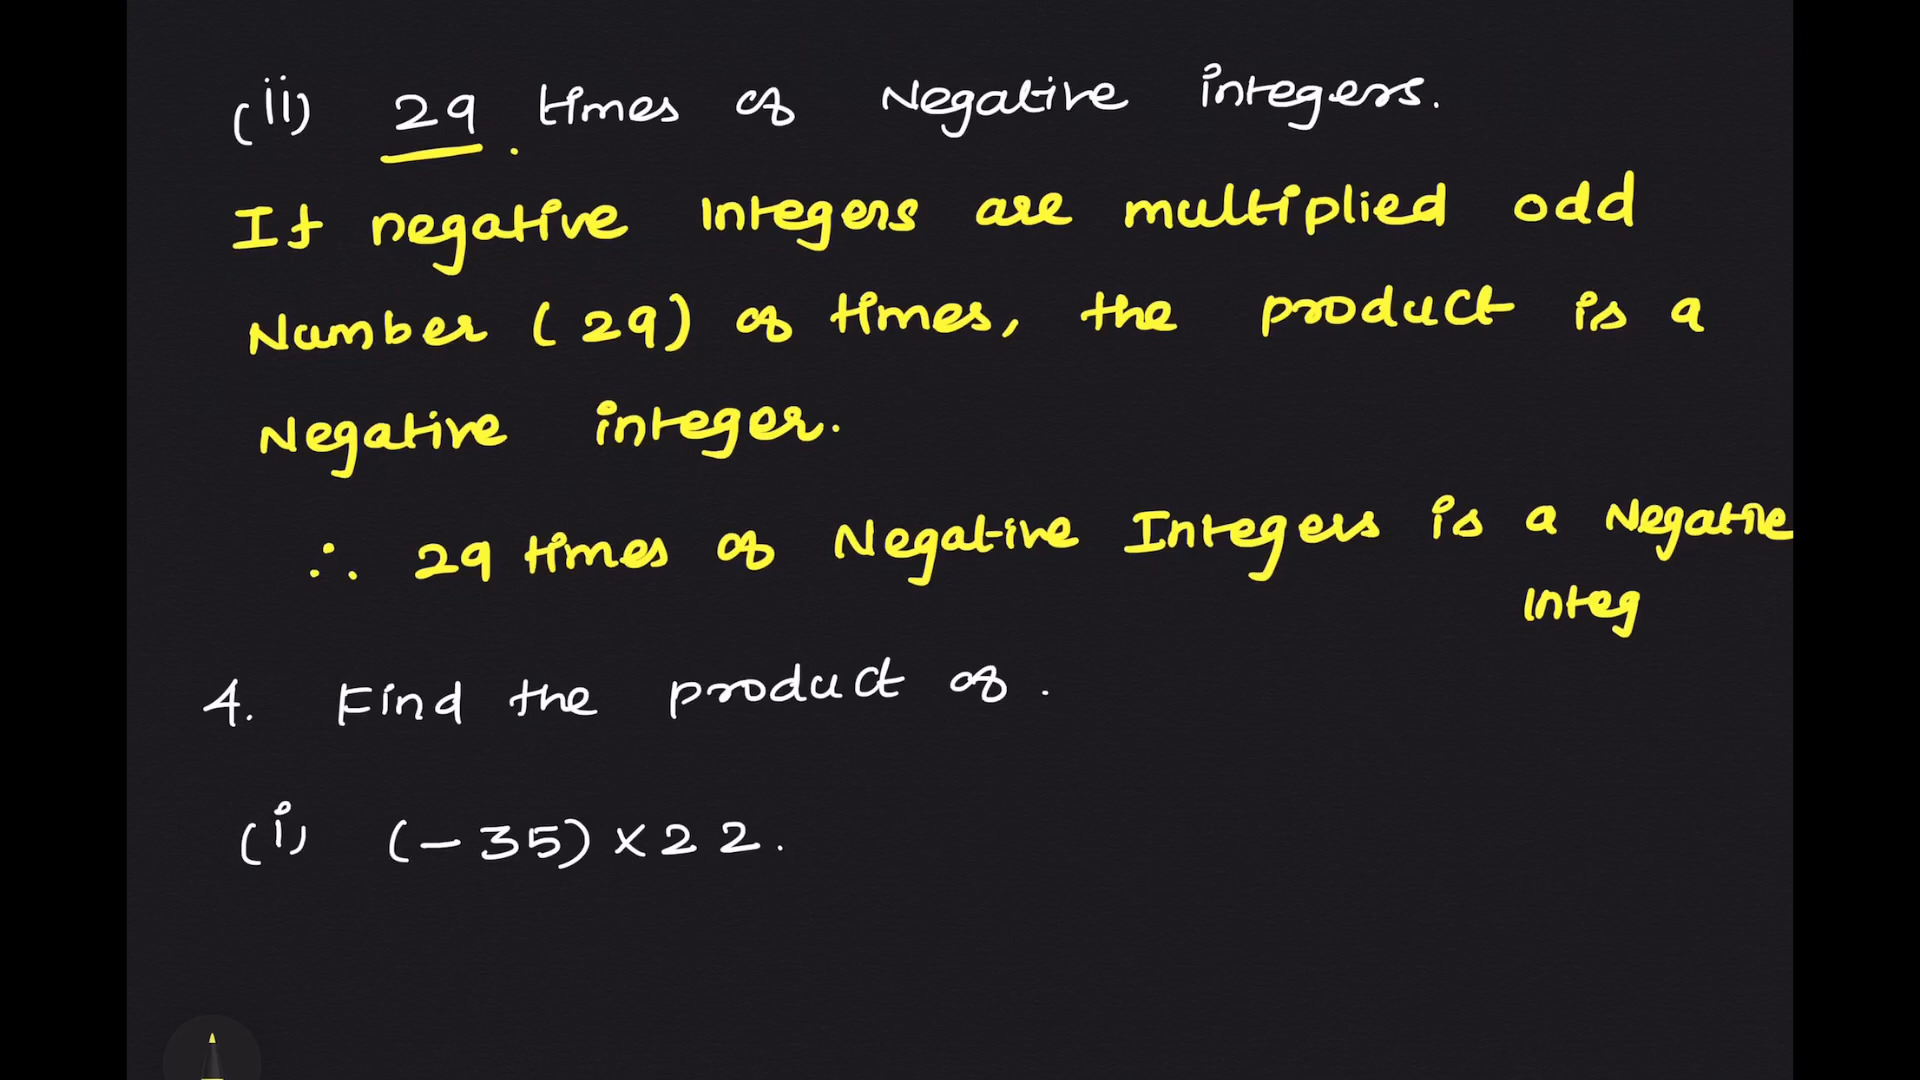 (ii) 29 times of Negative integers.
If negative Integers are multiplied odd
Number (29) of times, the product is a
Negative integer.
∴ 29 times of Negative Integers is a Negative
Integ
4. Find the product of.
(i) (-35) × 22.